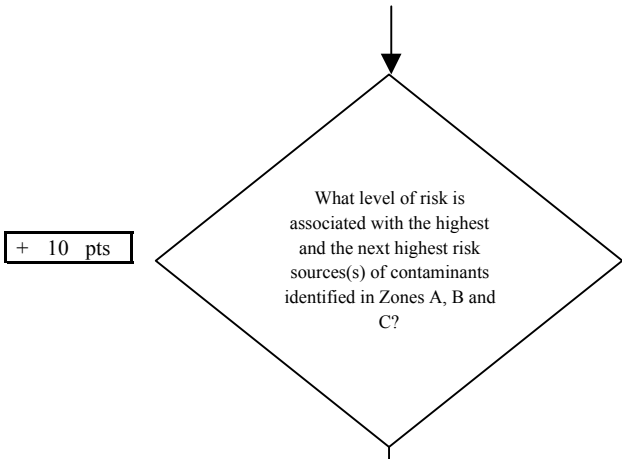 What level of risk is
associated with the highest
and the next highest risk
sources(s) of contaminants
identified in Zones A, B and
C?
+ 10 pts